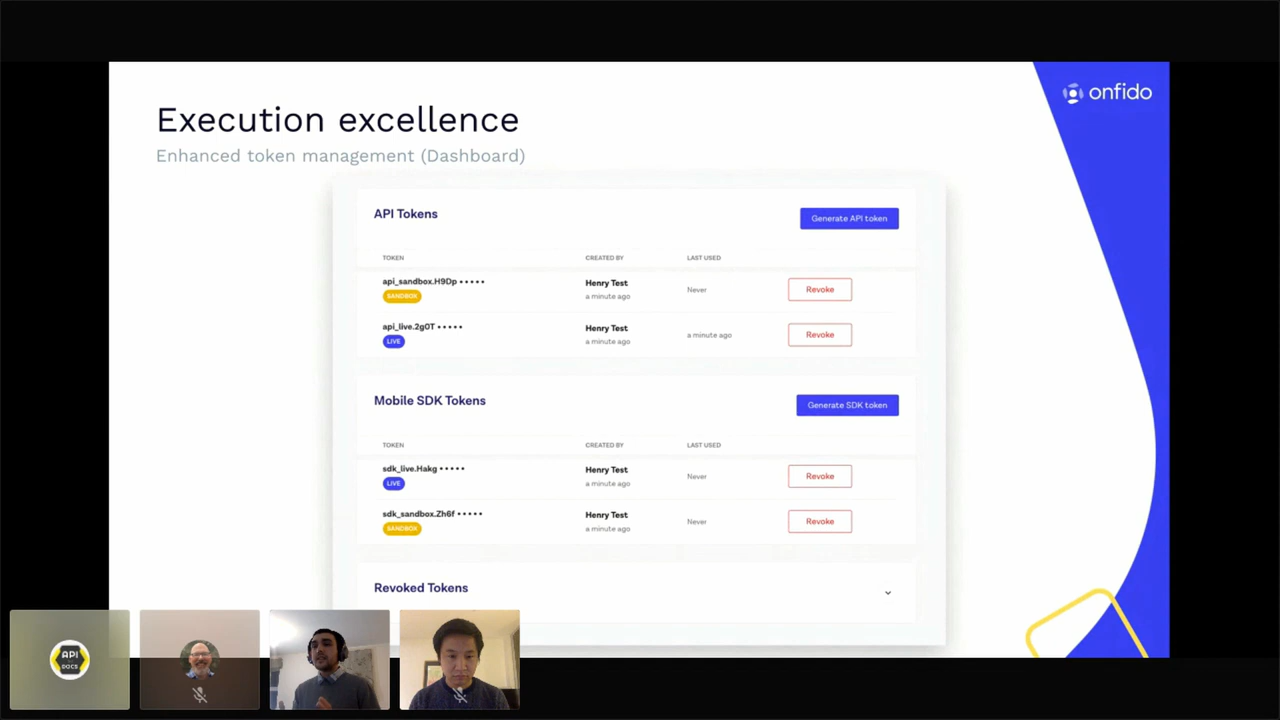 onfido
Execution excellence
Enhanced token management (Dashboard)
API Tokens
Generate API token
TOKEN CREATED BY LAST USED
api_sandbox.H9Dp •••••
SANDBOX
Henry Test
a minute ago
Never
Revoke
api_live.2g0T •••••
LIVE
Henry Test
a minute ago
a minute ago
Revoke
Mobile SDK Tokens
Generate SDK token
TOKEN CREATED BY LAST USED
sdk_live.Hakg •••••
LIVE
Henry Test
a minute ago
Never
Revoke
sdk_sandbox.Zh6f •••••
SANDBOX
Henry Test
a minute ago
Never
Revoke
Revoked Tokens
API
DOCS